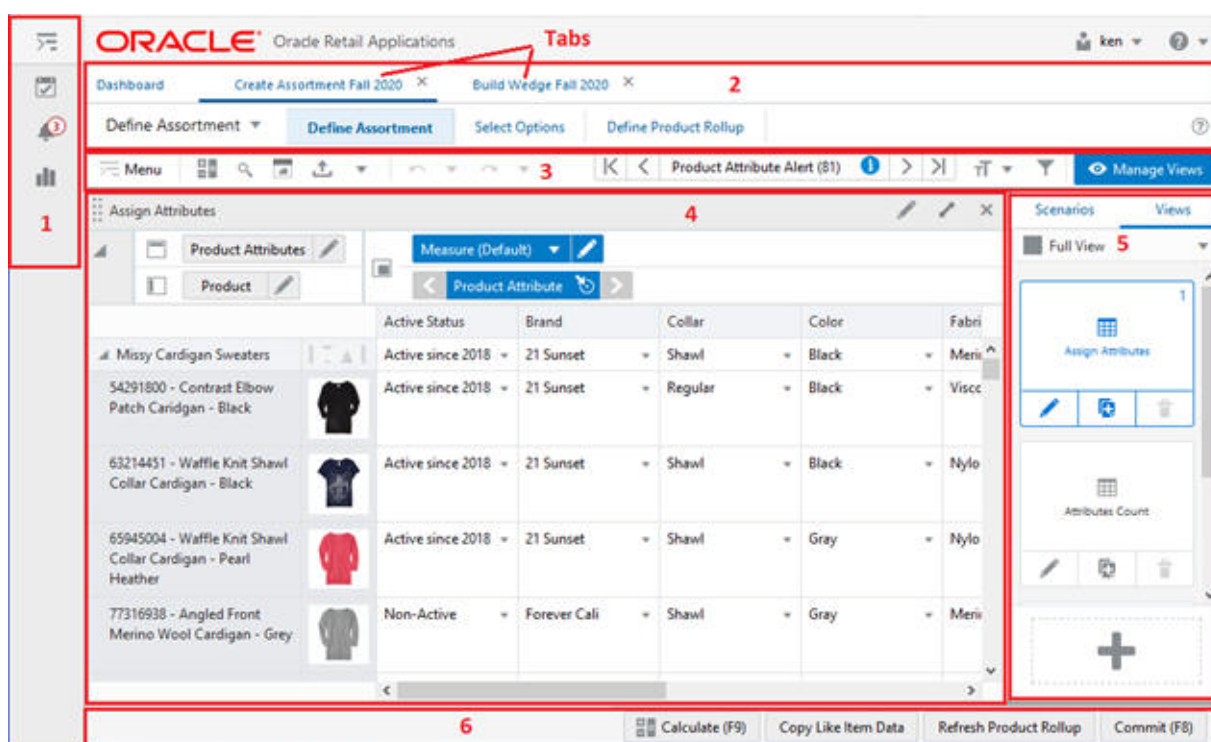 ORACLE® Oracle Retail Applications Tabs ken
Dashboard Create Assortment Fall 2020 Build Wedge Fall 2020 2
Define Assortment Define Assortment Select Options Define Product Rollup
3
1
Menu 3 Product Attribute Alert (81) Manage Views
Assign Attributes 4 Scenarios Views
Product Attributes Measure (Default) Full View 5
Product Product Attribute
1
Active Status Brand Collar Color Fabri
Missy Cardigan Sweaters Active since 2018 21 Sunset Shawl Black Meri
Assign Attributes
54291800 - Contrast Elbow
Patch Caridgan - Black
Active since 2018 21 Sunset Regular Black Visco
63214451 - Waffle Knit Shawl
Collar Cardigan - Black
Active since 2018 21 Sunset Shawl Black Nylo
Attributes Count
65945004 - Waffle Knit Shawl
Collar Cardigan - Pearl
Heather
Active since 2018 21 Sunset Shawl Gray Nylo
77316938 - Angled Front
Merino Wool Cardigan - Grey
Non-Active Forever Cali Shawl Gray Meri
6 Calculate (F9) Copy Like Item Data Refresh Product Rollup Commit (F8)